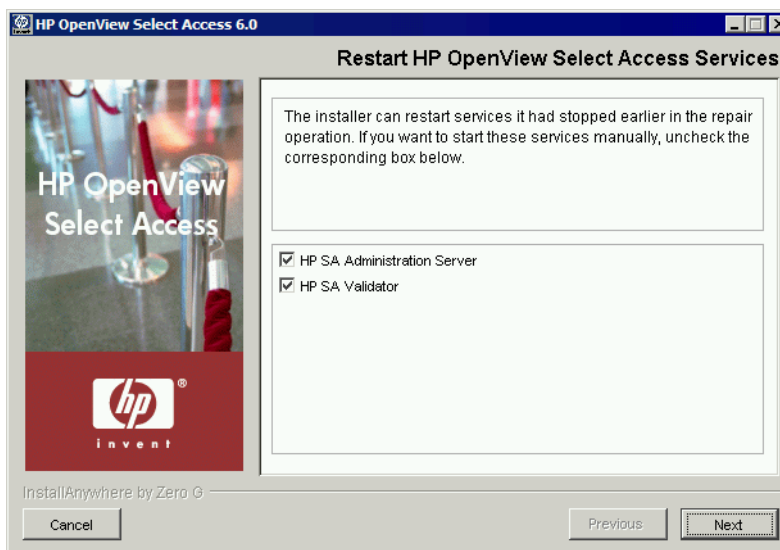 HP OpenView Select Access 6.0
Restart HP OpenView Select Access Services
HP OpenView
Select Access
The installer can restart services it had stopped earlier in the repair
operation. If you want to start these services manually, uncheck the
corresponding box below.
HP SA Administration Server
HP SA Validator
hp
®
invent
InstallAnywhere by Zero G
Cancel
Previous
Next